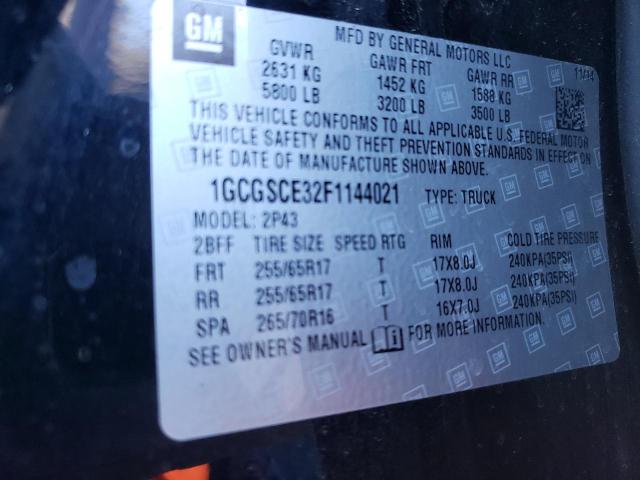 GM
MFD BY GENERAL MOTORS LLC
11/14
GVWR GAWR FRT GAWR RR
2631 KG 1452 KG 1588 KG
5800 LB 3200 LB 3500 LB
THIS VEHICLE CONFORMS TO ALL APPLICABLE U.S. FEDERAL MOTOR
VEHICLE SAFETY AND THEFT PREVENTION STANDARDS IN EFFECT ON
THE DATE OF MANUFACTURE SHOWN ABOVE.
1GCGSCE32F1144021 TYPE: TRUCK
MODEL: 2P43
2BFF TIRE SIZE SPEED RTG RIM COLD TIRE PRESSURE
FRT 255/65R17 T 17X8.0J 240KPA(35PSI)
RR 255/65R17 T 17X8.0J 240KPA(35PSI)
SPA 265/70R16 T 16X7.0J 240KPA(35PSI)
SEE OWNER'S MANUAL FOR MORE INFORMATION.